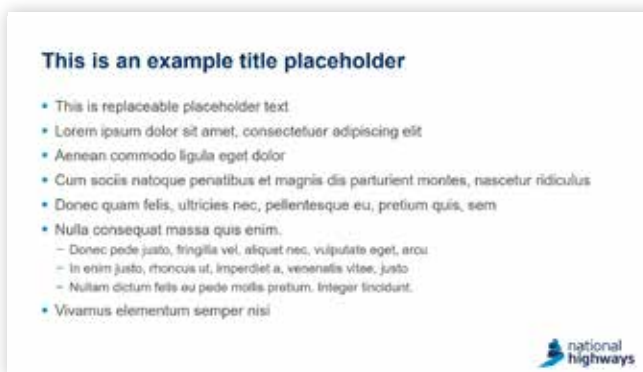 This is an example title placeholder
• This is replaceable placeholder text
• Lorem ipsum dolor sit amet, consectetuer adipiscing elit
• Aenean commodo ligula eget dolor
• Cum sociis natoque penatibus et magnis dis parturient montes, nascetur ridiculus
• Donec quam felis, ultricies nec, pellentesque eu, pretium quis, sem
• Nulla consequat massa quis enim.
– Donec pede justo, fringilla vel, aliquet nec, vulputate eget, arcu
– In enim justo, rhoncus ut, imperdiet a, venenatis vitae, justo
– Nullam dictum felis eu pede mollis pretium. Integer tincidunt.
• Vivamus elementum semper nisi
national
highways